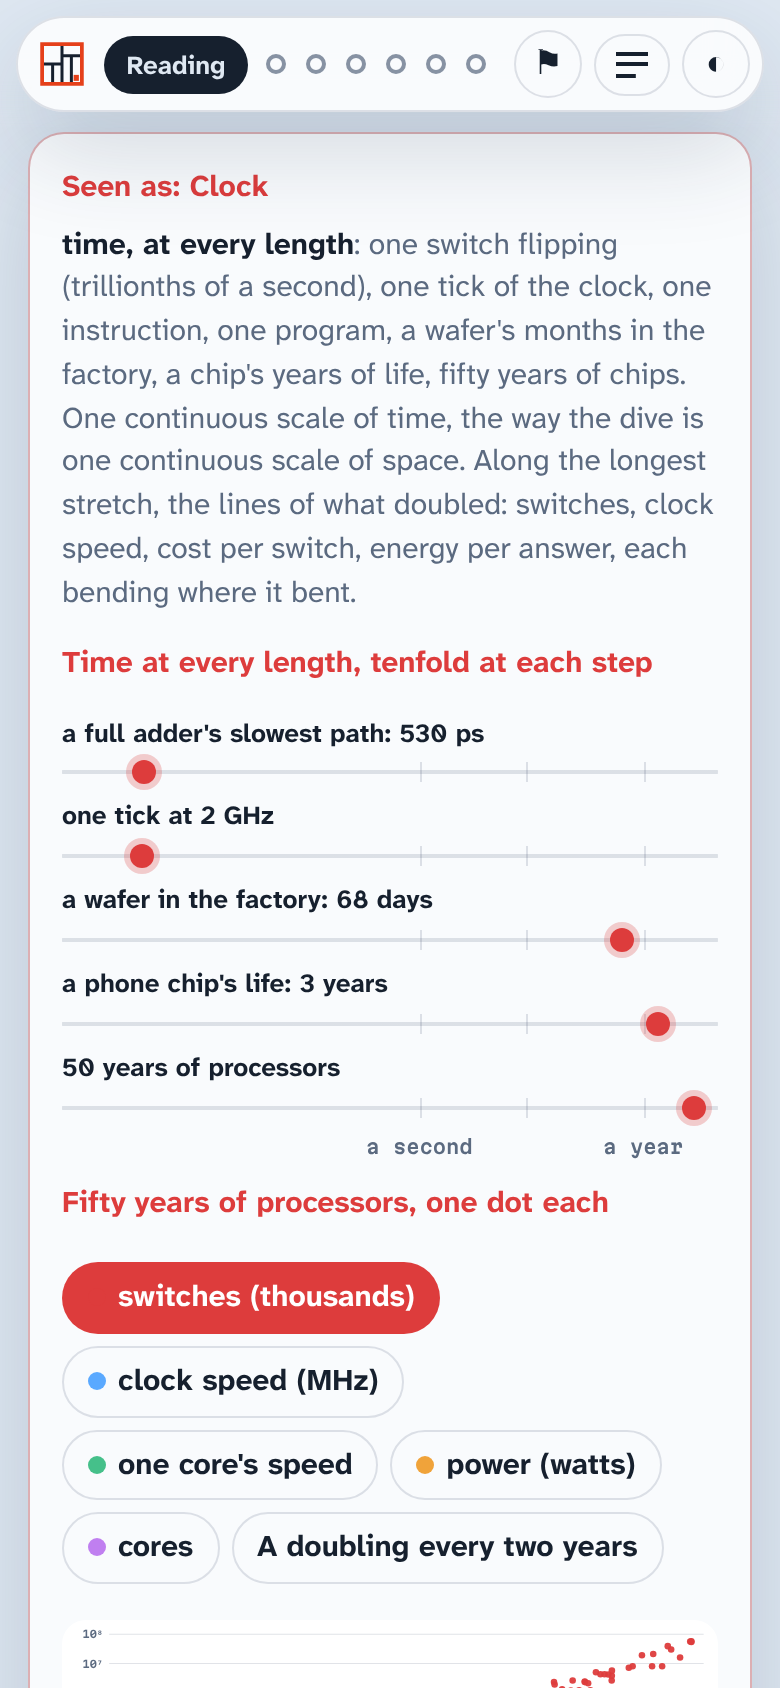 Reading
Seen as: Clock
time, at every length: one switch flipping
(trillionths of a second), one tick of the clock, one
instruction, one program, a wafer's months in the
factory, a chip's years of life, fifty years of chips.
One continuous scale of time, the way the dive is
one continuous scale of space. Along the longest
stretch, the lines of what doubled: switches, clock
speed, cost per switch, energy per answer, each
bending where it bent.
Time at every length, tenfold at each step
a full adder's slowest path: 530 ps
one tick at 2 GHz
a wafer in the factory: 68 days
a phone chip's life: 3 years
50 years of processors
a second a year
Fifty years of processors, one dot each
switches (thousands)
clock speed (MHz)
one core's speed power (watts)
cores A doubling every two years
10⁸
10⁷